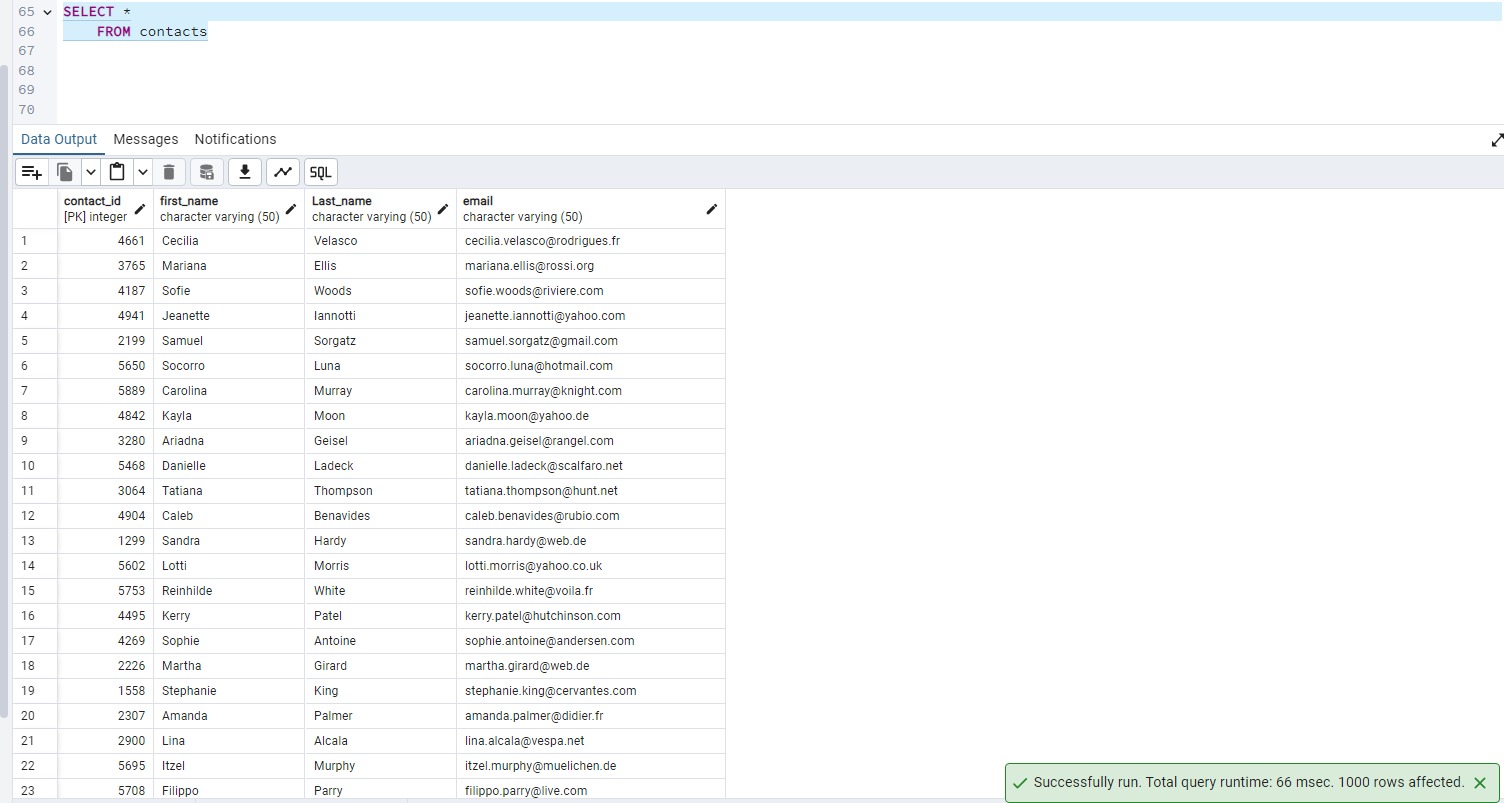 65 SELECT *
66 FROM contacts
67
68
69
70
Data Output Messages Notifications
SQL
contact_id first_name Last_name email
[PK] integer character varying (50) character varying (50) character varying (50)
1 4661 Cecilia Velasco cecilia.velasco@rodrigues.fr
2 3765 Mariana Ellis mariana.ellis@rossi.org
3 4187 Sofie Woods sofie.woods@riviere.com
4 4941 Jeanette Iannotti jeanette.iannotti@yahoo.com
5 2199 Samuel Sorgatz samuel.sorgatz@gmail.com
6 5650 Socorro Luna socorro.luna@hotmail.com
7 5889 Carolina Murray carolina.murray@knight.com
8 4842 Kayla Moon kayla.moon@yahoo.de
9 3280 Ariadna Geisel ariadna.geisel@rangel.com
10 5468 Danielle Ladeck danielle.ladeck@scalfaro.net
11 3064 Tatiana Thompson tatiana.thompson@hunt.net
12 4904 Caleb Benavides caleb.benavides@rubio.com
13 1299 Sandra Hardy sandra.hardy@web.de
14 5602 Lotti Morris lotti.morris@yahoo.co.uk
15 5753 Reinhilde White reinhilde.white@voila.fr
16 4495 Kerry Patel kerry.patel@hutchinson.com
17 4269 Sophie Antoine sophie.antoine@andersen.com
18 2226 Martha Girard martha.girard@web.de
19 1558 Stephanie King stephanie.king@cervantes.com
20 2307 Amanda Palmer amanda.palmer@didier.fr
21 2900 Lina Alcala lina.alcala@vespa.net
22 5695 Itzel Murphy itzel.murphy@muelichen.de
23 5708 Filippo Parry filippo.parry@live.com
Successfully run. Total query runtime: 66 msec. 1000 rows affected.